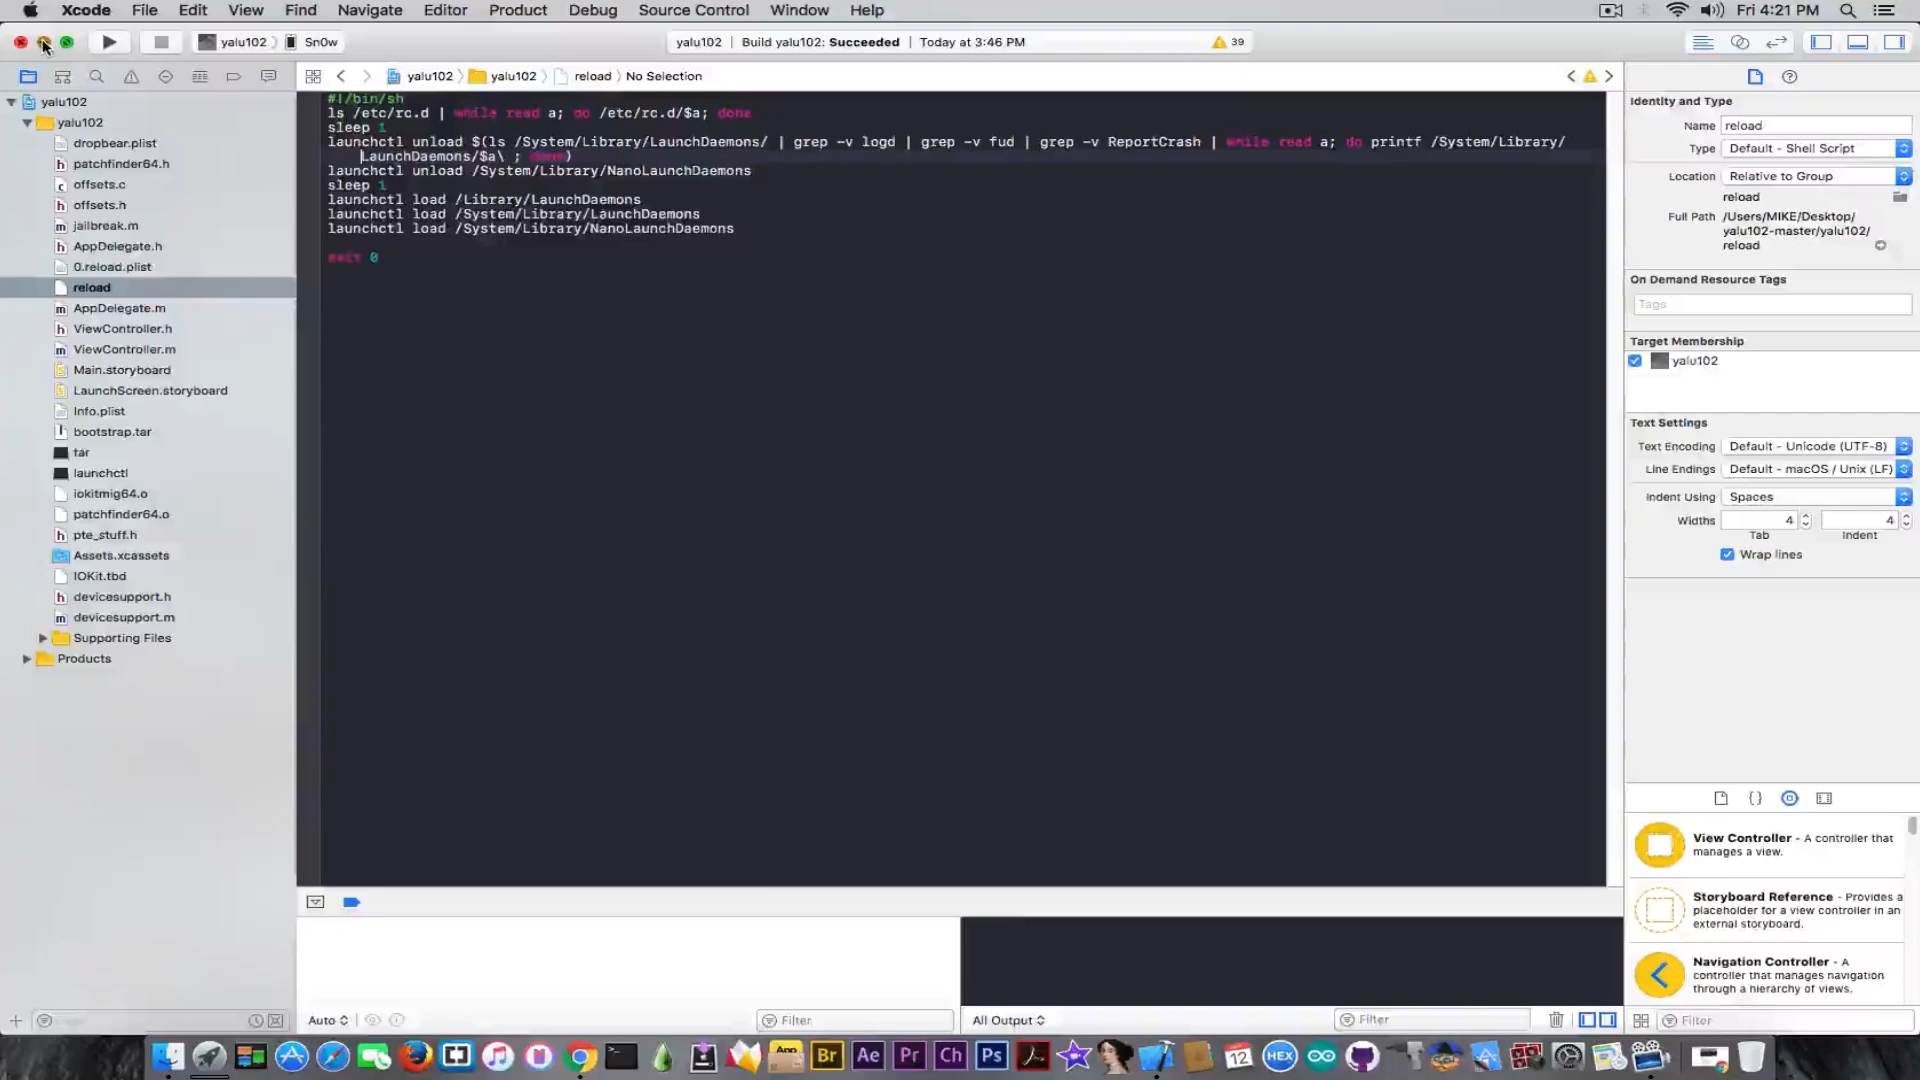 Xcode File Edit View Find Navigate Editor Product Debug Source Control Window Help Fri 4:21 PM
yalu102 Sn0w yalu102 | Build yalu102: Succeeded | Today at 3:46 PM 39
yalu102 yalu102 reload No Selection
yalu102
yalu102
dropbear.plist
patchfinder64.h
offsets.c
offsets.h
jailbreak.m
AppDelegate.h
0.reload.plist
reload
AppDelegate.m
ViewController.h
ViewController.m
Main.storyboard
LaunchScreen.storyboard
Info.plist
bootstrap.tar
tar
launchctl
iokitmig64.o
patchfinder64.o
pte_stuff.h
Assets.xcassets
IOKit.tbd
devicesupport.h
devicesupport.m
Supporting Files
Products
#!/bin/sh
ls /etc/rc.d | while read a; do /etc/rc.d/$a; done
sleep 1
launchctl unload $(ls /System/Library/LaunchDaemons/ | grep -v logd | grep -v fud | grep -v ReportCrash | while read a; do printf /System/Library/
LaunchDaemons/$a\ ; done)
launchctl unload /System/Library/NanoLaunchDaemons
sleep 1
launchctl load /Library/LaunchDaemons
launchctl load /System/Library/LaunchDaemons
launchctl load /System/Library/NanoLaunchDaemons
exit 0
Auto
Filter
All Output
Filter
Identity and Type
Name reload
Type Default - Shell Script
Location Relative to Group
reload
Full Path /Users/MIKE/Desktop/
yalu102-master/yalu102/
reload
On Demand Resource Tags
Tags
Target Membership
yalu102
Text Settings
Text Encoding Default - Unicode (UTF-8)
Line Endings Default - macOS / Unix (LF)
Indent Using Spaces
Widths 4 4
Tab Indent
Wrap lines
{}
View Controller - A controller that
manages a view.
Storyboard Reference - Provides a
placeholder for a view controller in an
external storyboard.
Navigation Controller - A
controller that manages navigation
through a hierarchy of views.
Filter
Br Ae Pr Ch Ps 12 HEX